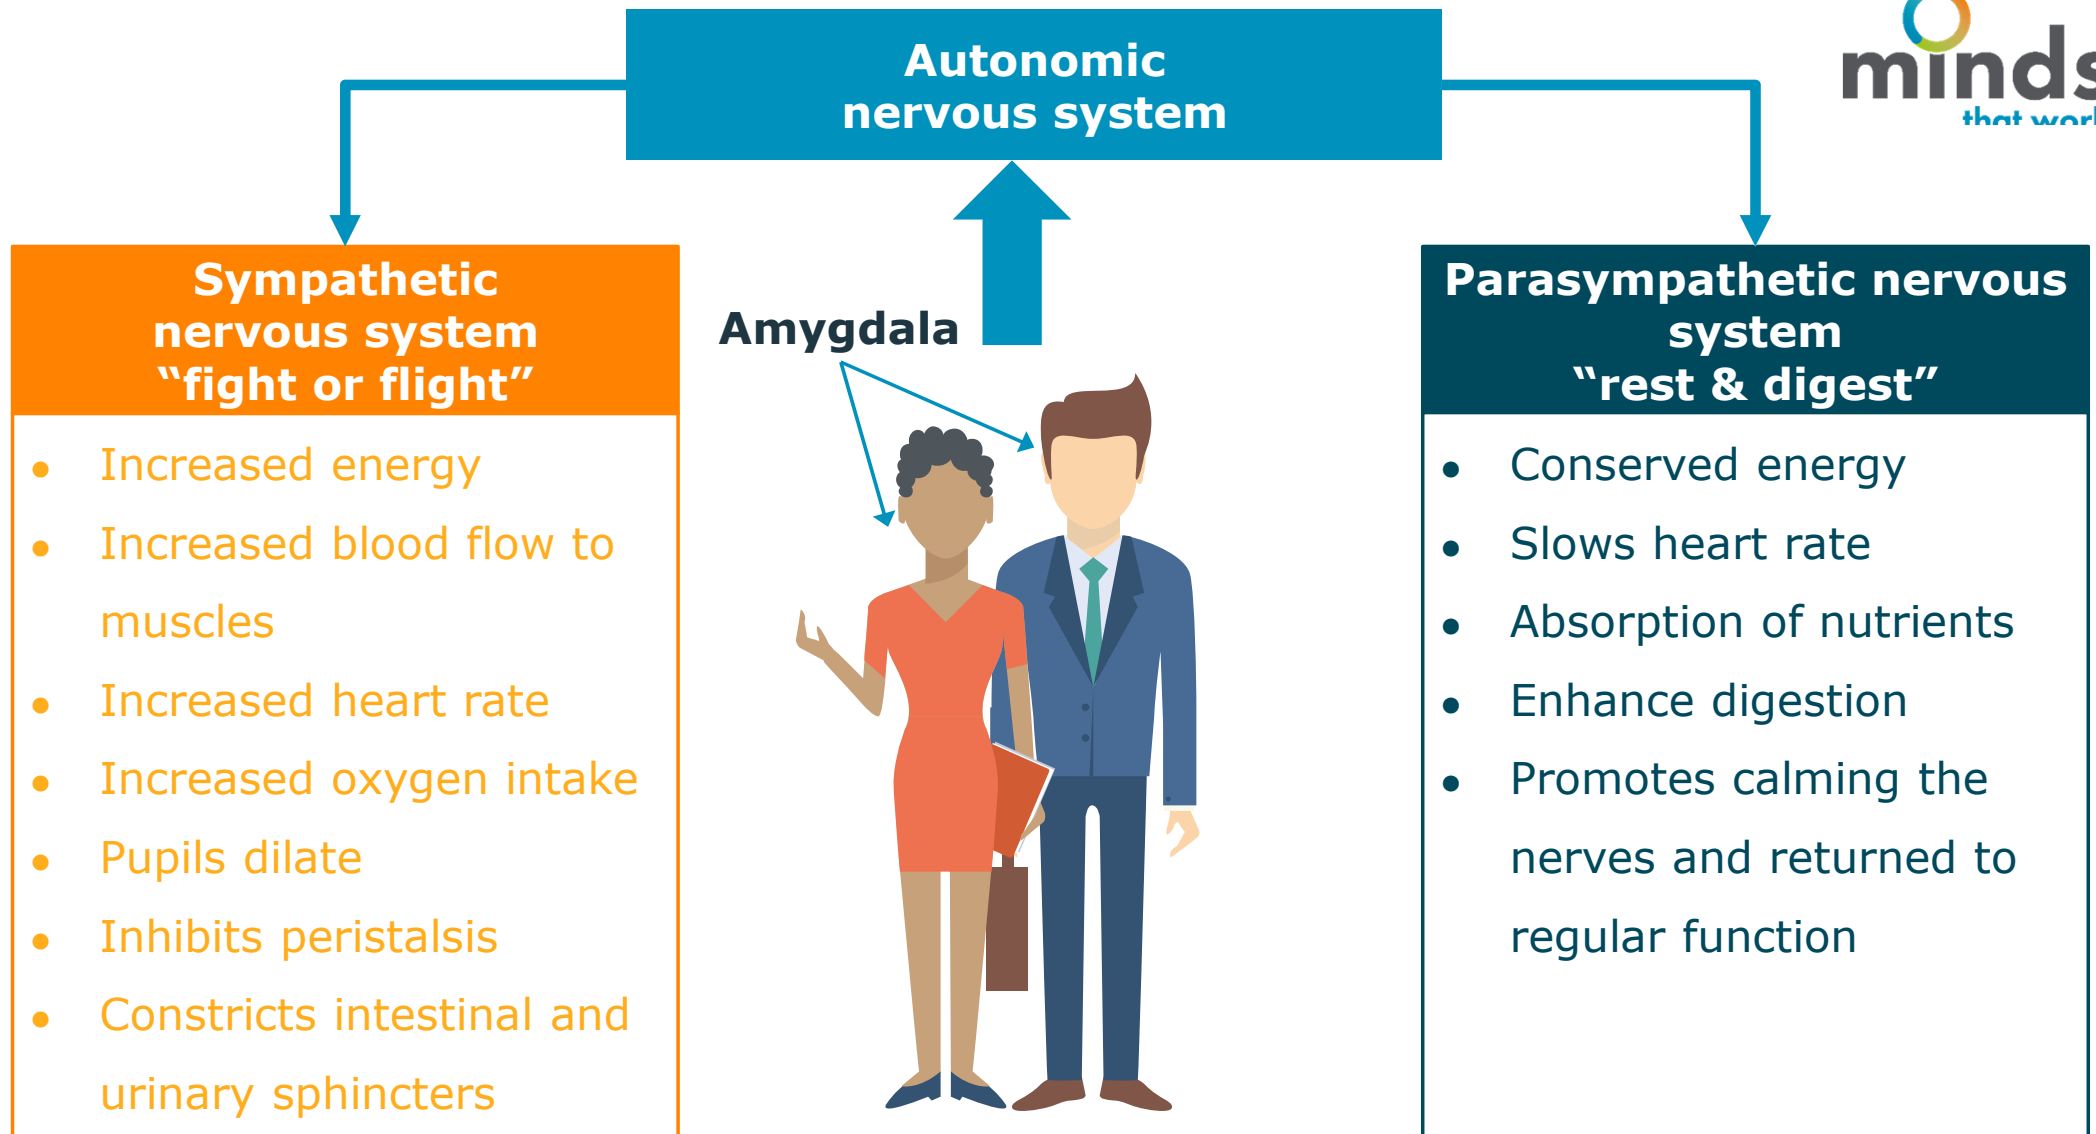 Autonomic
nervous system
minds
that work
Sympathetic
nervous system
“fight or flight”
● Increased energy
● Increased blood flow to
muscles
● Increased heart rate
● Increased oxygen intake
● Pupils dilate
● Inhibits peristalsis
● Constricts intestinal and
urinary sphincters
Amygdala
Parasympathetic nervous
system
“rest & digest”
● Conserved energy
● Slows heart rate
● Absorption of nutrients
● Enhance digestion
● Promotes calming the
nerves and returned to
regular function